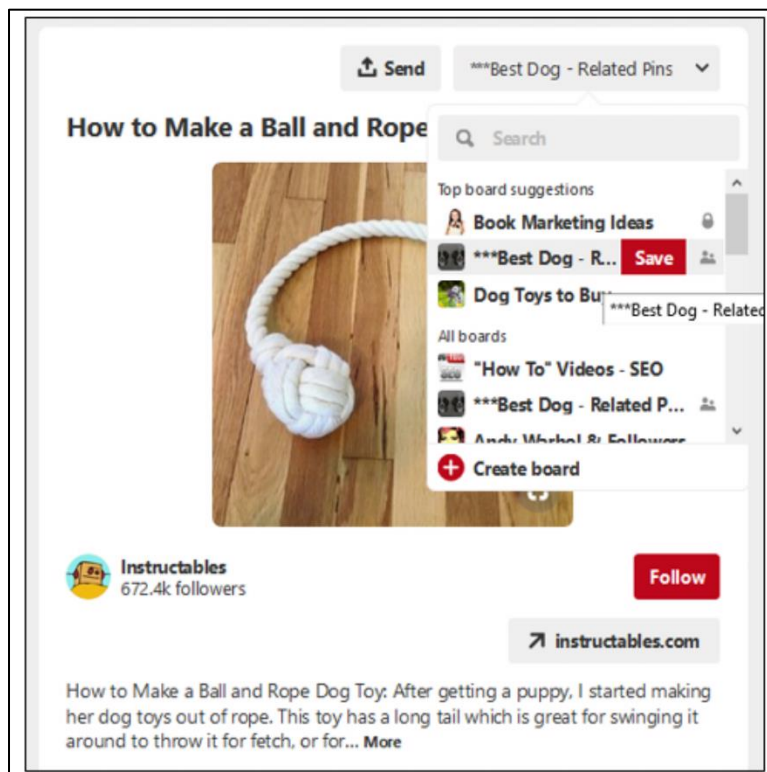 Send
***Best Dog - Related Pins
How to Make a Ball and Rope
Search
Top board suggestions
Book Marketing Ideas
***Best Dog - R... Save
Dog Toys to Buy
***Best Dog - Related
All boards
"How To" Videos - SEO
***Best Dog - Related P...
Andy Warhol & Followers
Create board
Instructables
672.4k followers
Follow
instructables.com
How to Make a Ball and Rope Dog Toy: After getting a puppy, I started making
her dog toys out of rope. This toy has a long tail which is great for swinging it
around to throw it for fetch, or for... More